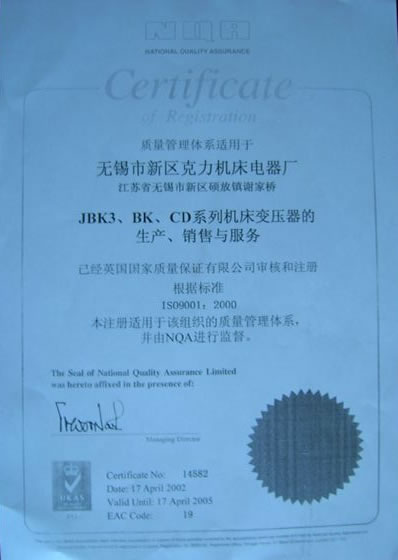 NQA
NATIONAL QUALITY ASSURANCE
Certificate
of Registration
质量管理体系适用于
无锡市新区克力机床电器厂
江苏省无锡市新区硕放镇谢家桥
JBK3、BK、CD系列机床变压器的
生产、销售与服务
已经英国国家质量保证有限公司审核和注册
根据标准
ISO9001：2000
本注册适用于该组织的质量管理体系，
并由NQA进行监督。
The Seal of National Quality Assurance Limited
was hereto affixed in the presence of:
Managing Director
Certificate No: 14582
Date: 17 April 2002
Valid Until: 17 April 2005
EAC Code: 19
UKAS